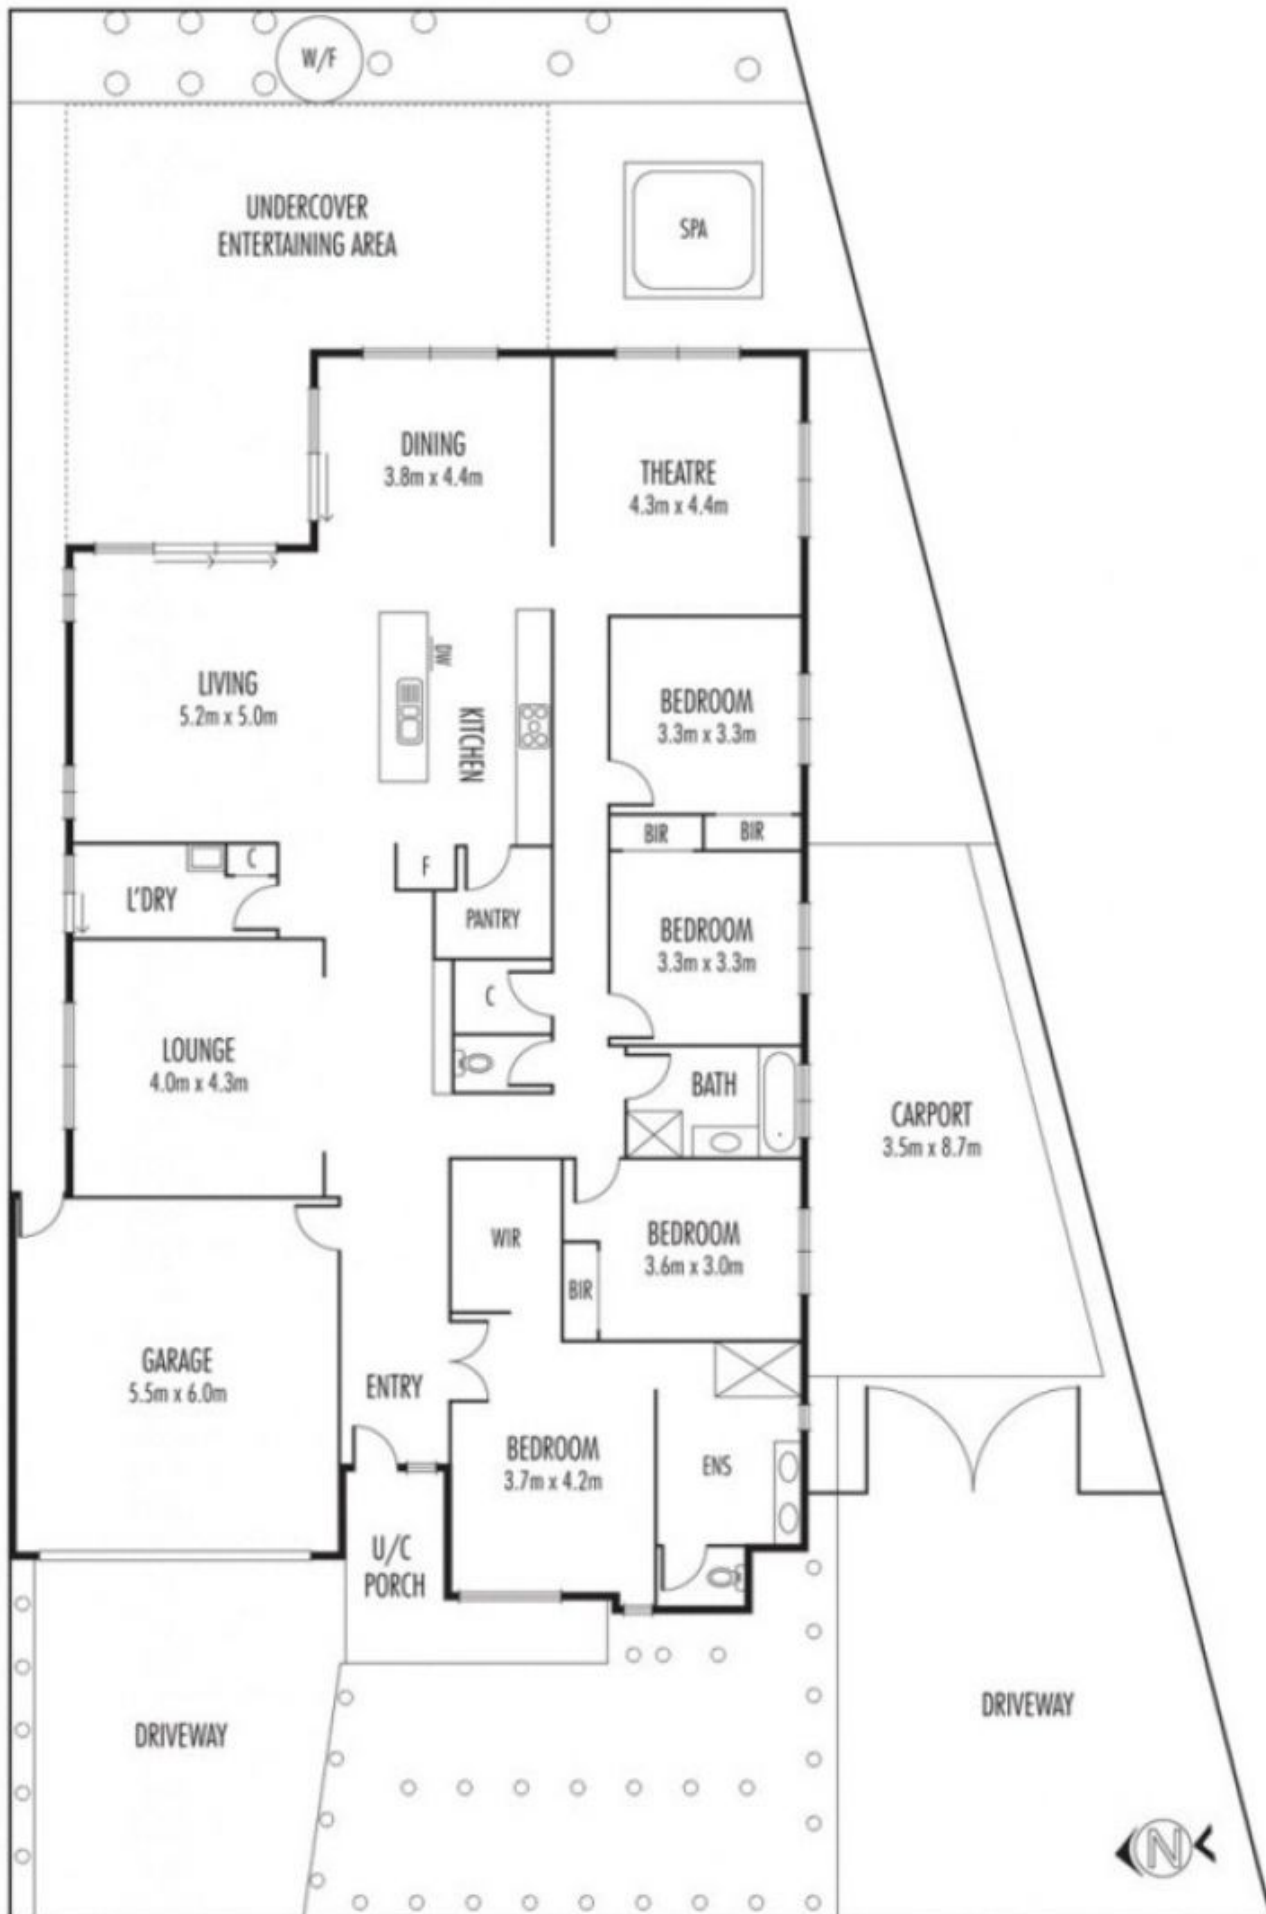 W/F
UNDERCOVER
ENTERTAINING AREA
SPA
DINING
3.8m x 4.4m
THEATRE
4.3m x 4.4m
LIVING
5.2m x 5.0m
DW
KITCHEN
BEDROOM
3.3m x 3.3m
BIR
BIR
C
F
L'DRY
PANTRY
BEDROOM
3.3m x 3.3m
C
LOUNGE
4.0m x 4.3m
BATH
CARPORT
3.5m x 8.7m
WIR
BEDROOM
3.6m x 3.0m
BIR
GARAGE
5.5m x 6.0m
ENTRY
BEDROOM
3.7m x 4.2m
ENS
U/C
PORCH
DRIVEWAY
DRIVEWAY
N